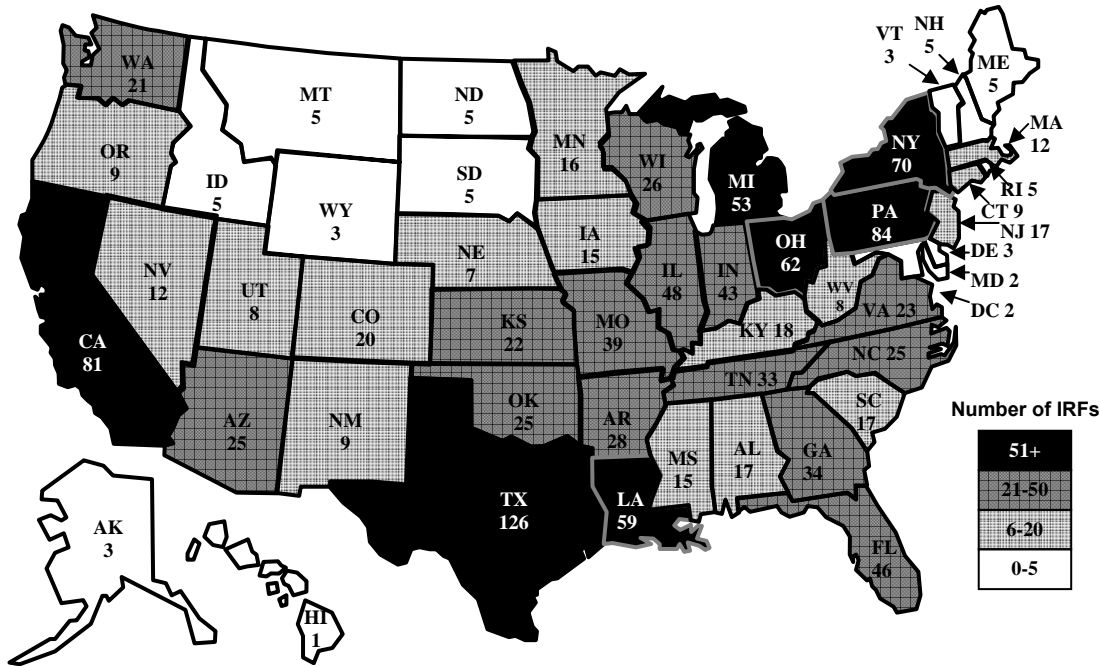 VT
3
NH
5
ME
5
WA
21
MT
5
ND
5
MN
16
OR
9
ID
5
SD
5
WI
26
MI
53
NY
70
MA
12
RI 5
CT 9
NJ 17
DE 3
MD 2
DC 2
WY
3
IA
15
NE
7
PA
84
OH
62
IL
48
IN
43
NV
12
UT
8
CO
20
WV
8
VA 23
KY 18
KS
22
MO
39
CA
81
NC 25
TN 33
OK
25
AR
28
SC
17
AZ
25
NM
9
MS
15
AL
17
GA
34
TX
126
LA
59
FL
46
AK
3
HI
1
Number of IRFs
51+
21-50
6-20
0-5